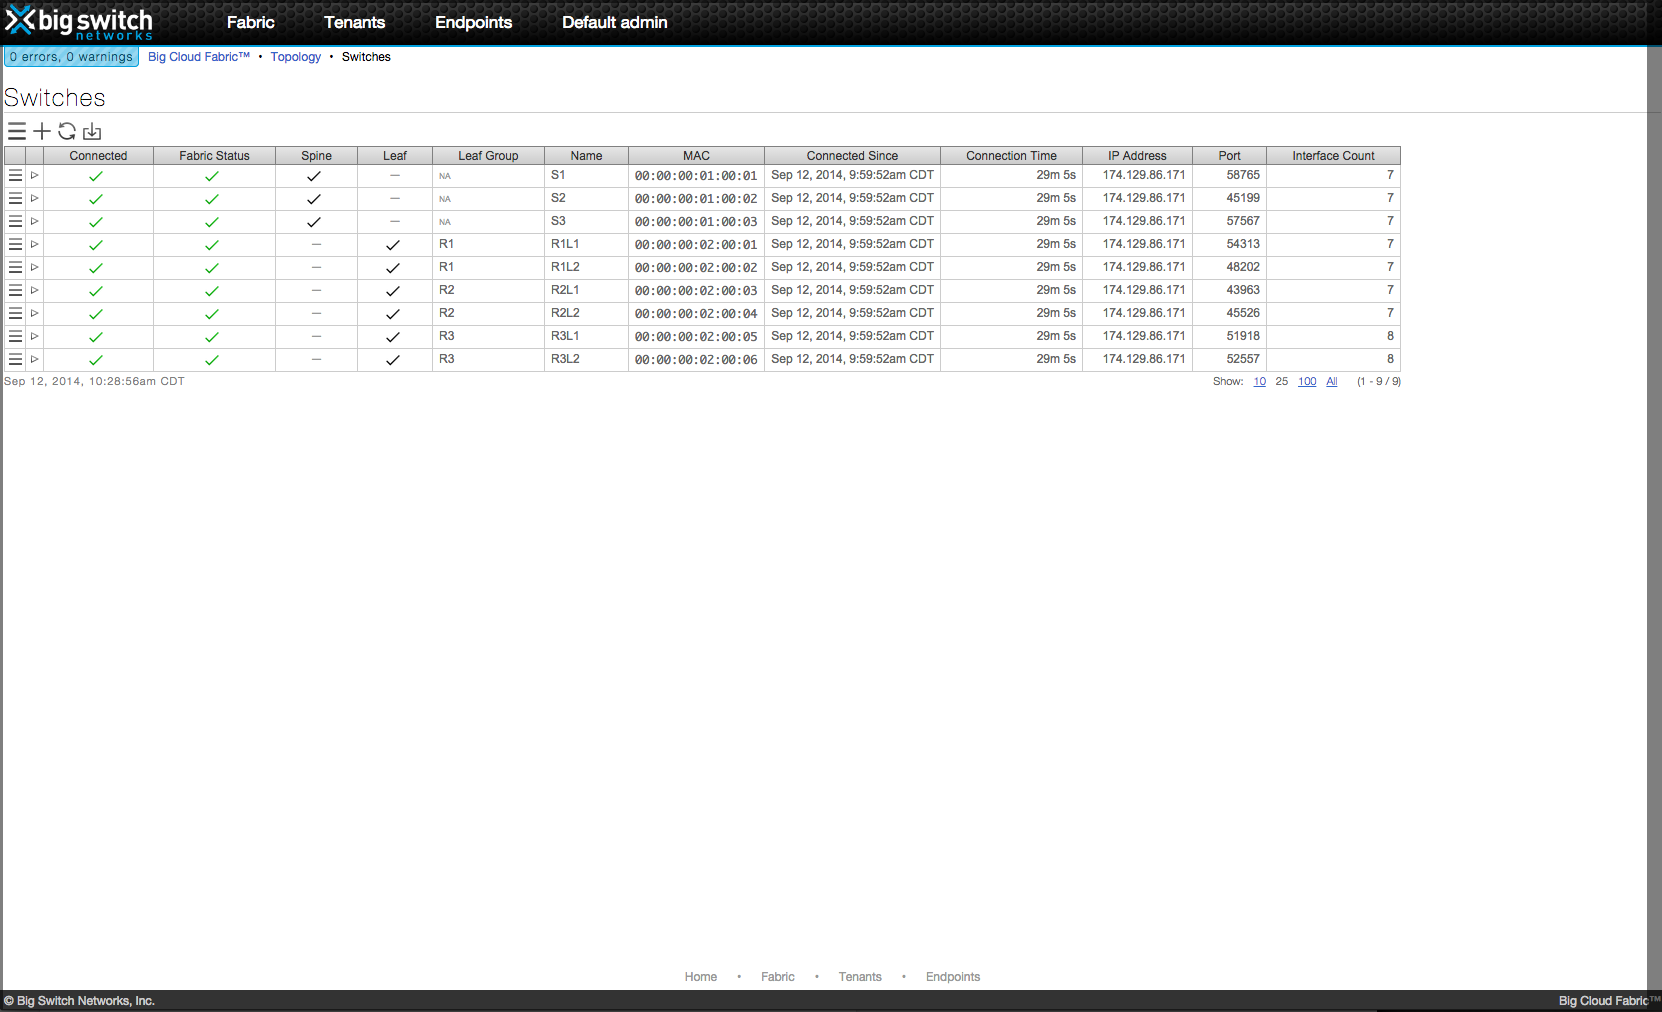 big switch networks Fabric Tenants Endpoints Default admin
0 errors, 0 warnings Big Cloud Fabric™ • Topology • Switches
Switches
Connected Fabric Status Spine Leaf Leaf Group Name MAC Connected Since Connection Time IP Address Port Interface Count
✓ ✓ ✓ — NA S1 00:00:00:01:00:01 Sep 12, 2014, 9:59:52am CDT 29m 5s 174.129.86.171 58765 7
✓ ✓ ✓ — NA S2 00:00:00:01:00:02 Sep 12, 2014, 9:59:52am CDT 29m 5s 174.129.86.171 45199 7
✓ ✓ ✓ — NA S3 00:00:00:01:00:03 Sep 12, 2014, 9:59:52am CDT 29m 5s 174.129.86.171 57567 7
✓ ✓ — ✓ R1 R1L1 00:00:00:02:00:01 Sep 12, 2014, 9:59:52am CDT 29m 5s 174.129.86.171 54313 7
✓ ✓ — ✓ R1 R1L2 00:00:00:02:00:02 Sep 12, 2014, 9:59:52am CDT 29m 5s 174.129.86.171 48202 7
✓ ✓ — ✓ R2 R2L1 00:00:00:02:00:03 Sep 12, 2014, 9:59:52am CDT 29m 5s 174.129.86.171 43963 7
✓ ✓ — ✓ R2 R2L2 00:00:00:02:00:04 Sep 12, 2014, 9:59:52am CDT 29m 5s 174.129.86.171 45526 7
✓ ✓ — ✓ R3 R3L1 00:00:00:02:00:05 Sep 12, 2014, 9:59:52am CDT 29m 5s 174.129.86.171 51918 8
✓ ✓ — ✓ R3 R3L2 00:00:00:02:00:06 Sep 12, 2014, 9:59:52am CDT 29m 5s 174.129.86.171 52557 8
Sep 12, 2014, 10:28:56am CDT Show: 10 25 100 All (1 - 9 / 9)
Home • Fabric • Tenants • Endpoints
© Big Switch Networks, Inc. Big Cloud Fabric™